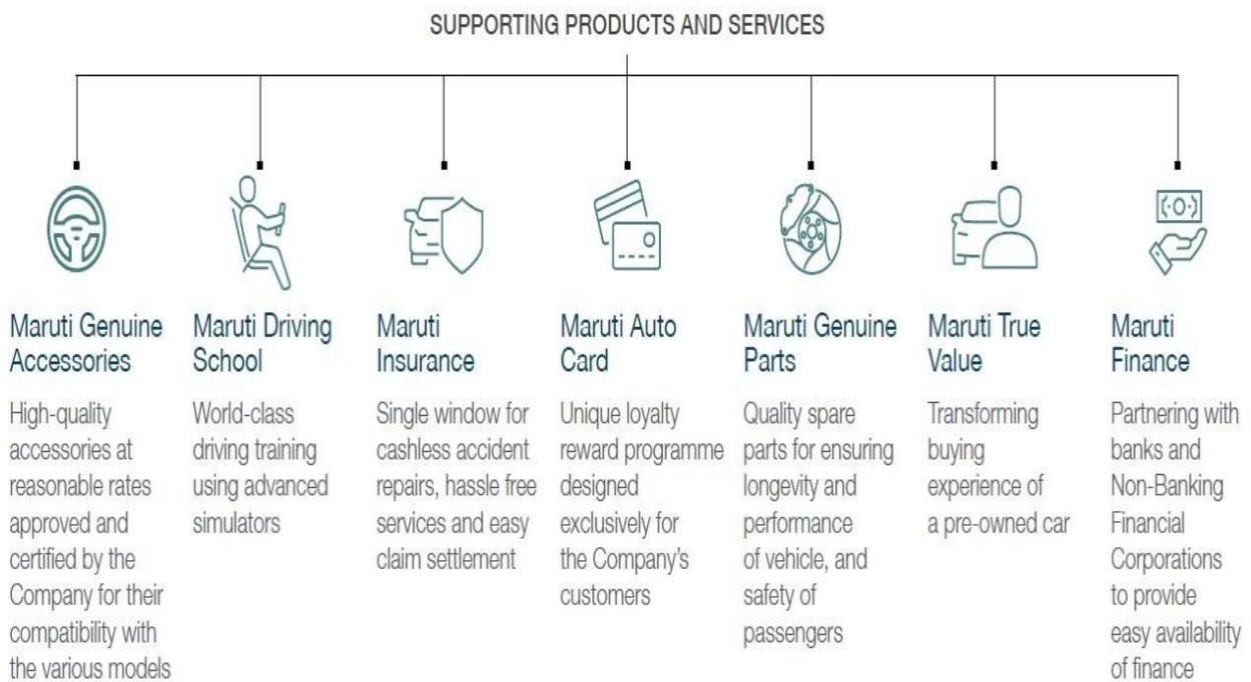 SUPPORTING PRODUCTS AND SERVICES
Maruti Genuine
Accessories
High-quality
accessories at
reasonable rates
approved and
certified by the
Company for their
compatibility with
the various models
Maruti Driving
School
World-class
driving training
using advanced
simulators
Maruti
Insurance
Single window for
cashless accident
repairs, hassle free
services and easy
claim settlement
Maruti Auto
Card
Unique loyalty
reward programme
designed
exclusively for
the Company's
customers
Maruti Genuine
Parts
Quality spare
parts for ensuring
longevity and
performance
of vehicle, and
safety of
passengers
Maruti True
Value
Transforming
buying
experience of
a pre-owned car
Maruti
Finance
Partnering with
banks and
Non-Banking
Financial
Corporations
to provide
easy availability
of finance